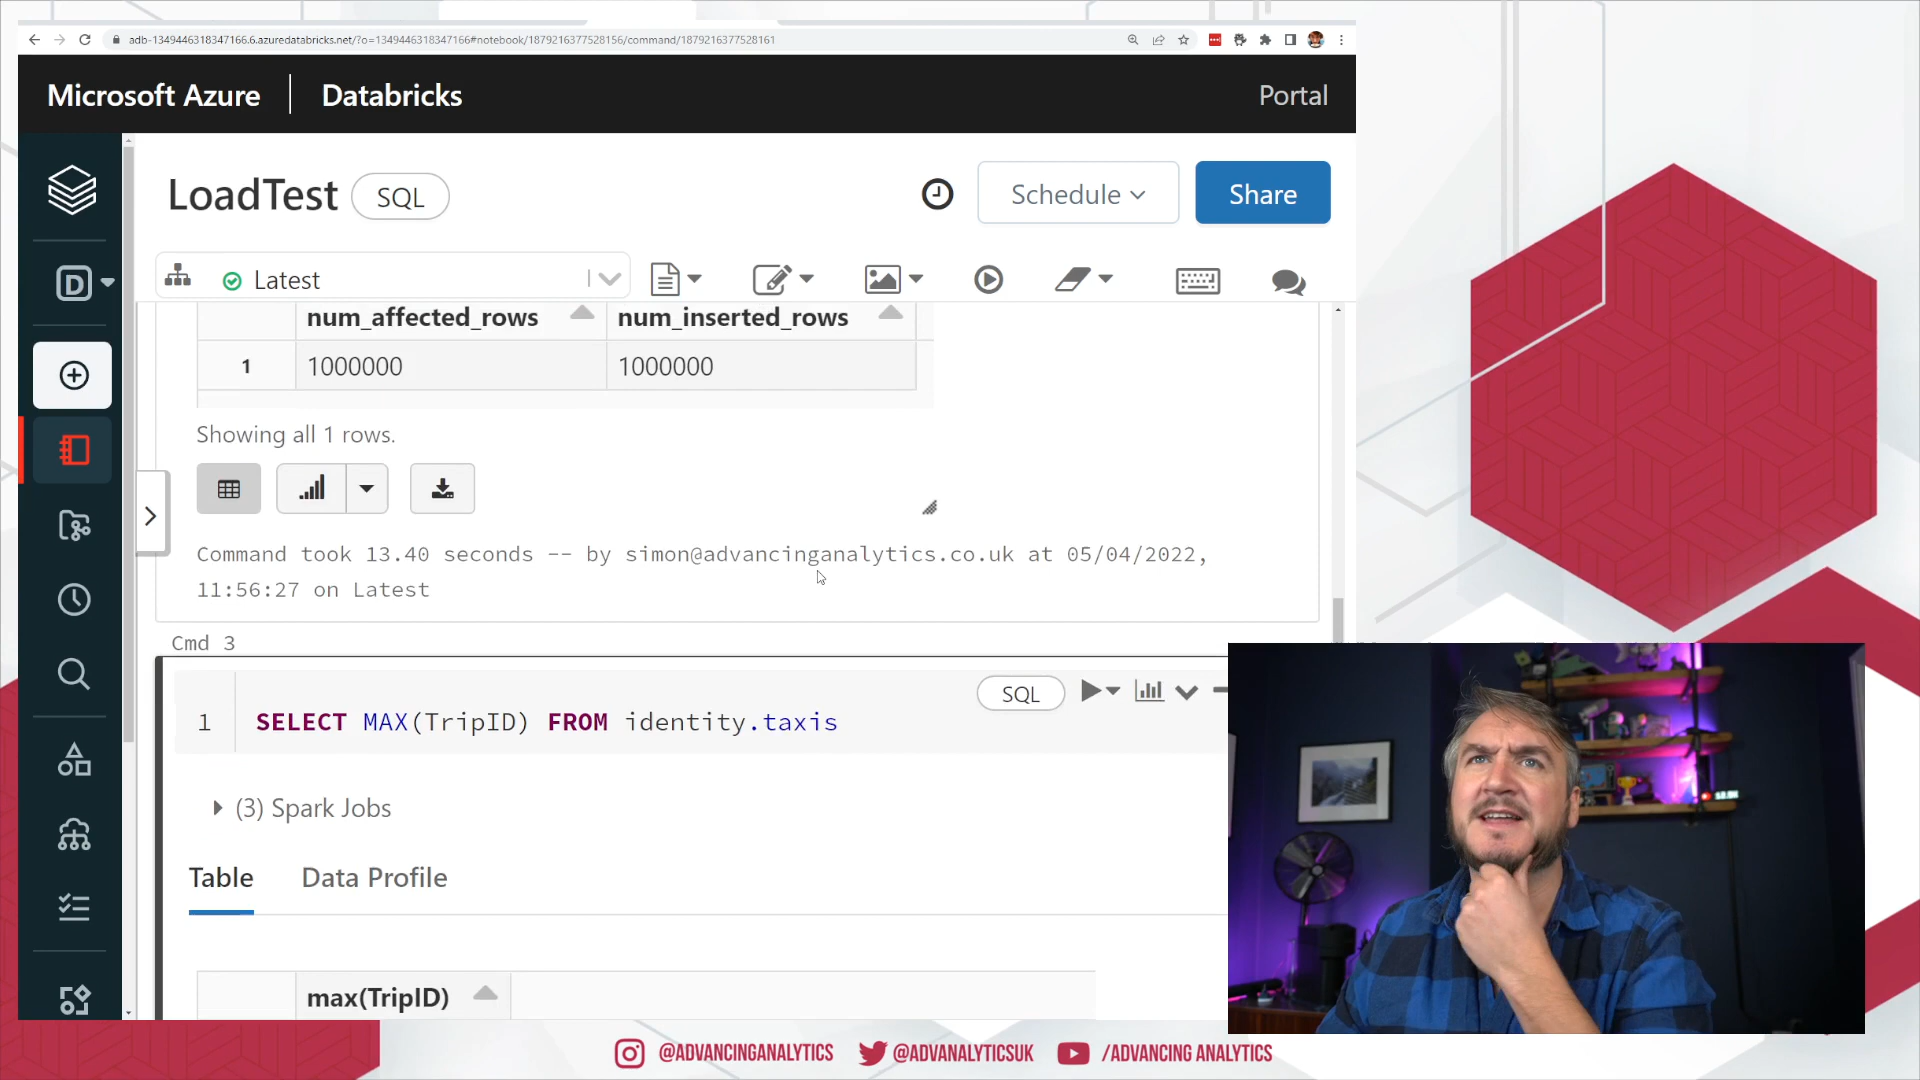 adb-1349446318347166.6.azuredatabricks.net/?o=1349446318347166#notebook/1879216377528156/command/1879216377528161
Microsoft Azure | Databricks
Portal
LoadTest
SQL
Schedule
Share
D
Latest
num_affected_rows
num_inserted_rows
1
1000000
1000000
Showing all 1 rows.
Command took 13.40 seconds -- by simon@advancinganalytics.co.uk at 05/04/2022,
11:56:27 on Latest
Cmd 3
SQL
1
SELECT MAX(TripID) FROM identity.taxis
(3) Spark Jobs
Table
Data Profile
max(TripID)
@ADVANCINGANALYTICS
@ADVANALYTICSUK
/ADVANCING ANALYTICS